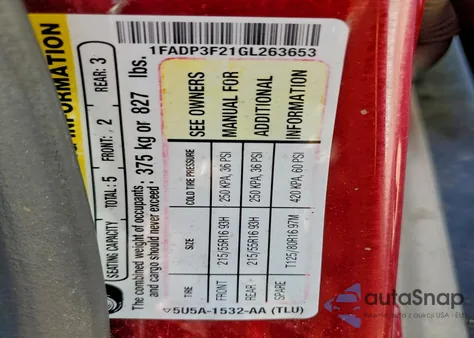 1FADP3F21GL263653
INFORMATION
SEATING CAPACITY TOTAL: 5 FRONT: 2 REAR: 3
The combined weight of occupants and cargo should never exceed: 375 kg or 827 lbs.
TIRE SIZE COLD TIRE PRESSURE SEE OWNERS
FRONT 215/55R16 93H 250 KPA, 36 PSI MANUAL FOR
REAR 215/55R16 93H 250 KPA, 36 PSI ADDITIONAL
SPARE T125/80R16 97M 420 KPA, 60 PSI INFORMATION
5U5A-1532-AA (TLU)
autoSnap